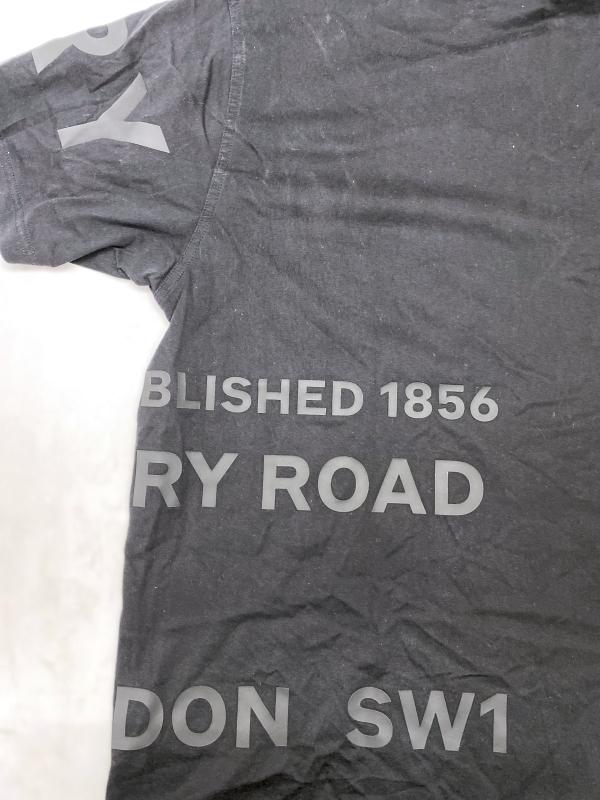 RY
BLISHED 1856
RY ROAD
DON SW1